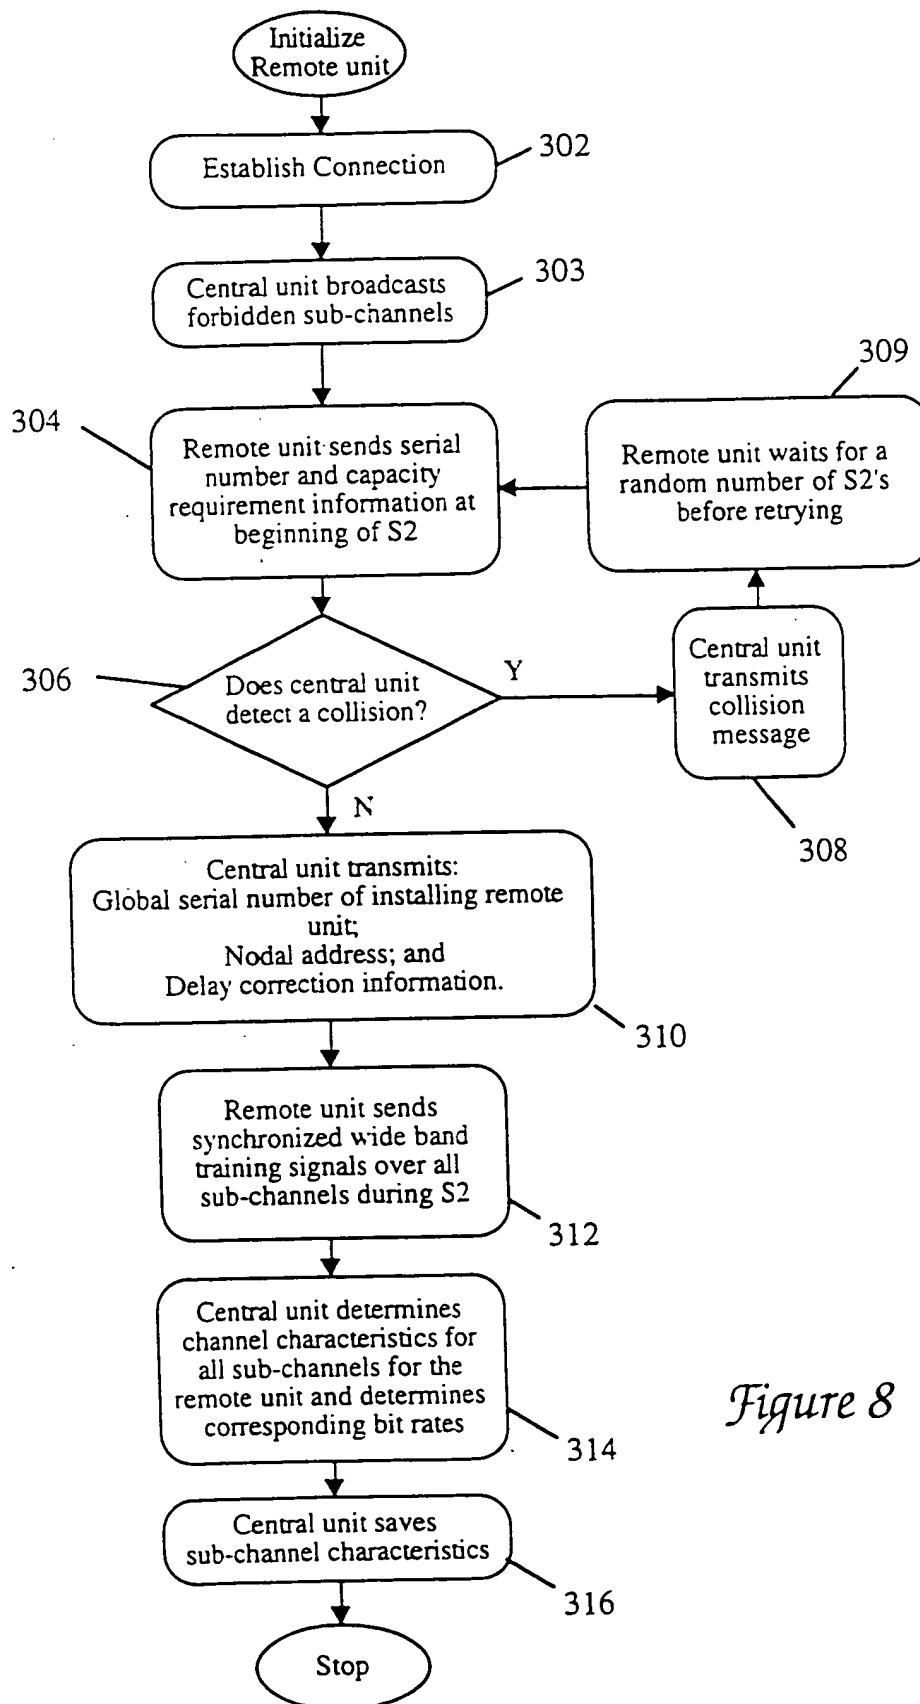 Initialize
Remote unit
302
Establish Connection
303
Central unit broadcasts
forbidden sub-channels
309
304
Remote unit sends serial
number and capacity
requirement information at
beginning of S2
Remote unit waits for a
random number of S2's
before retrying
306
Does central unit
detect a collision?
Y
Central unit
transmits
collision
message
N
308
Central unit transmits:
Global serial number of installing remote
unit;
Nodal address; and
Delay correction information.
310
Remote unit sends
synchronized wide band
training signals over all
sub-channels during S2
312
Central unit determines
channel characteristics for
all sub-channels for the
remote unit and determines
corresponding bit rates
Figure 8
314
Central unit saves
sub-channel characteristics
316
Stop